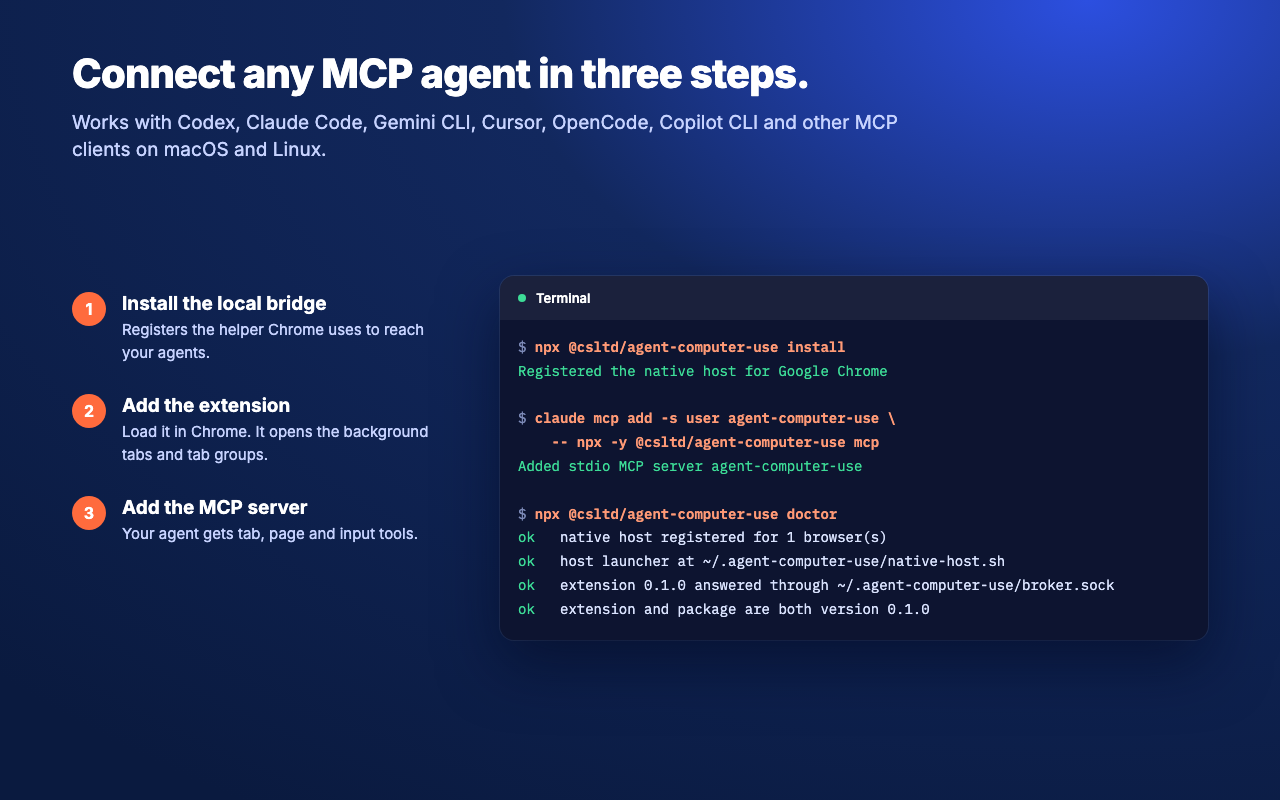 Connect any MCP agent in three steps.
Works with Codex, Claude Code, Gemini CLI, Cursor, OpenCode, Copilot CLI and other MCP
clients on macOS and Linux.
1
Install the local bridge
Registers the helper Chrome uses to reach
your agents.
2
Add the extension
Load it in Chrome. It opens the background
tabs and tab groups.
3
Add the MCP server
Your agent gets tab, page and input tools.
Terminal
$ npx @csltd/agent-computer-use install
Registered the native host for Google Chrome
$ claude mcp add -s user agent-computer-use \
    -- npx -y @csltd/agent-computer-use mcp
Added stdio MCP server agent-computer-use
$ npx @csltd/agent-computer-use doctor
ok   native host registered for 1 browser(s)
ok   host launcher at ~/.agent-computer-use/native-host.sh
ok   extension 0.1.0 answered through ~/.agent-computer-use/broker.sock
ok   extension and package are both version 0.1.0